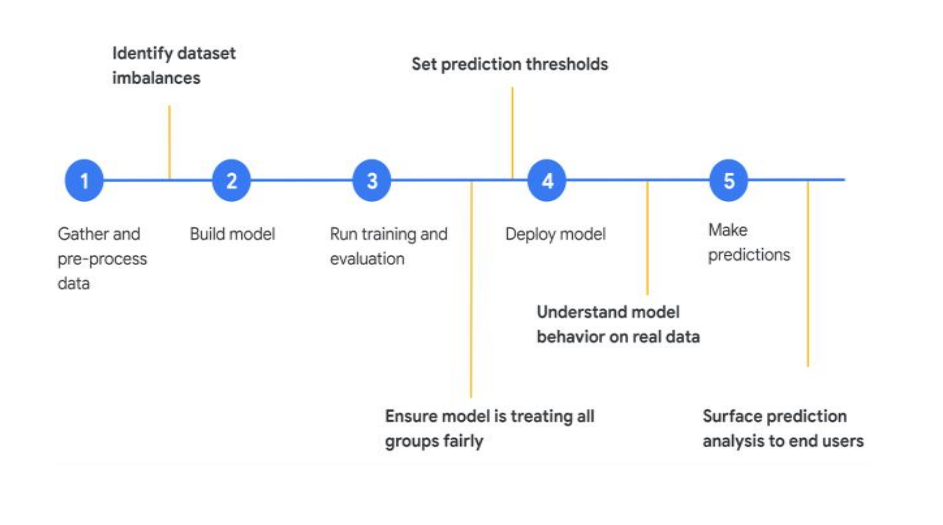 Identify dataset
imbalances
Set prediction thresholds
1
2
3
4
5
Gather and
pre-process
data
Build model
Run training and
evaluation
Deploy model
Make
predictions
Understand model
behavior on real data
Ensure model is treating all
groups fairly
Surface prediction
analysis to end users